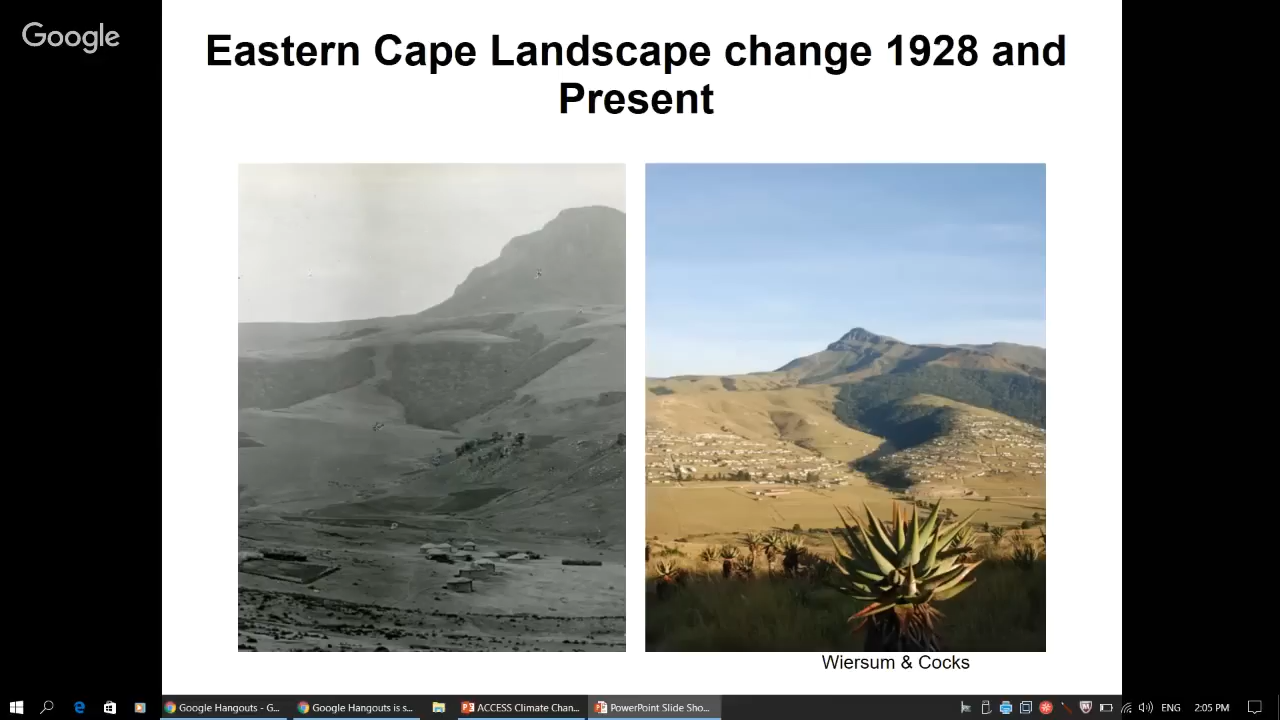 Google
Eastern Cape Landscape change 1928 and
Present
Wiersum & Cocks
Google Hangouts - G...
Google Hangouts is s...
ACCESS Climate Chan...
PowerPoint Slide Sho...
ENG
2:05 PM